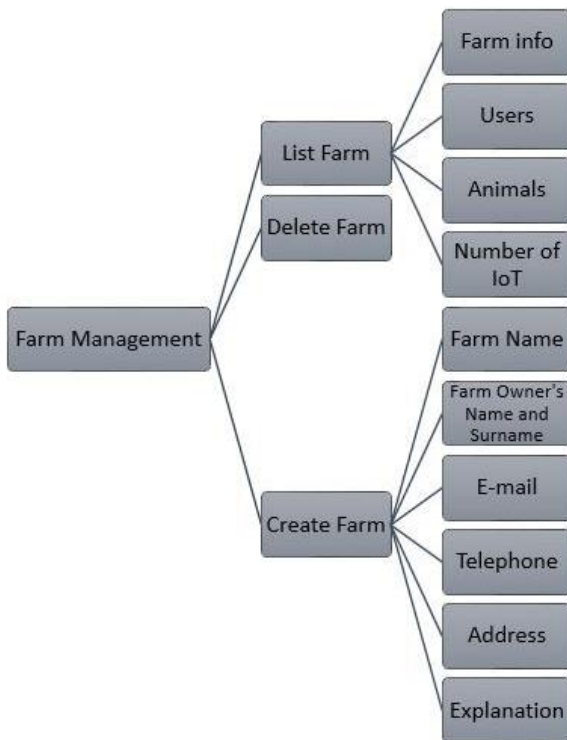 Farm Management
List Farm
Farm info
Users
Animals
Number of
IoT
Delete Farm
Create Farm
Farm Name
Farm Owner's
Name and
Surname
E-mail
Telephone
Address
Explanation